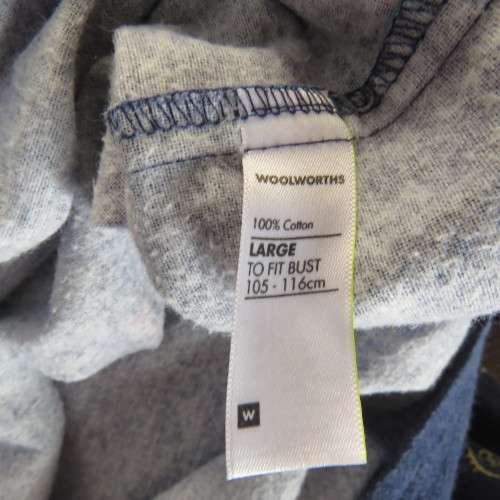 WOOLWORTHS
100% Cotton
LARGE
TO FIT BUST
105 - 116cm
W